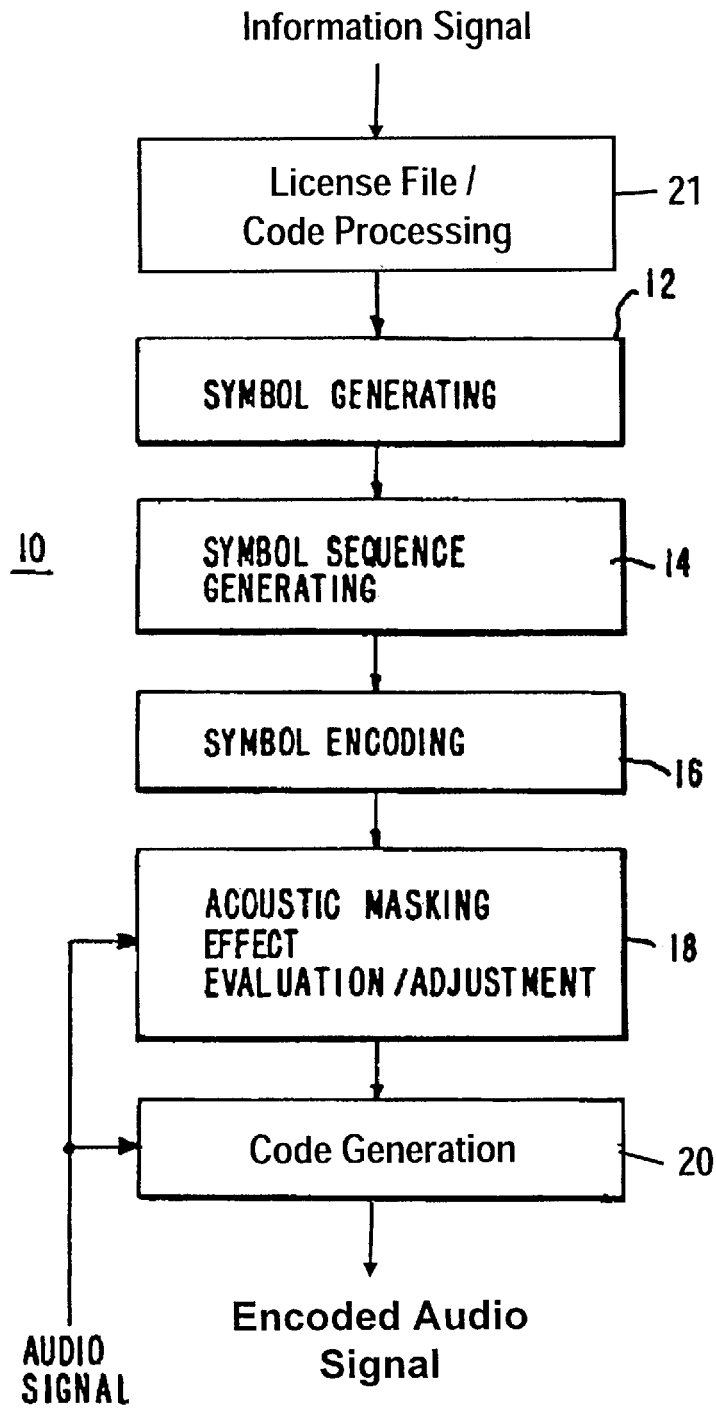 Information Signal
License File /
Code Processing
21
12
SYMBOL GENERATING
10
SYMBOL SEQUENCE
GENERATING
14
SYMBOL ENCODING
16
ACOUSTIC MASKING
EFFECT
EVALUATION/ADJUSTMENT
18
Code Generation
20
Encoded Audio
Signal
AUDIO
SIGNAL